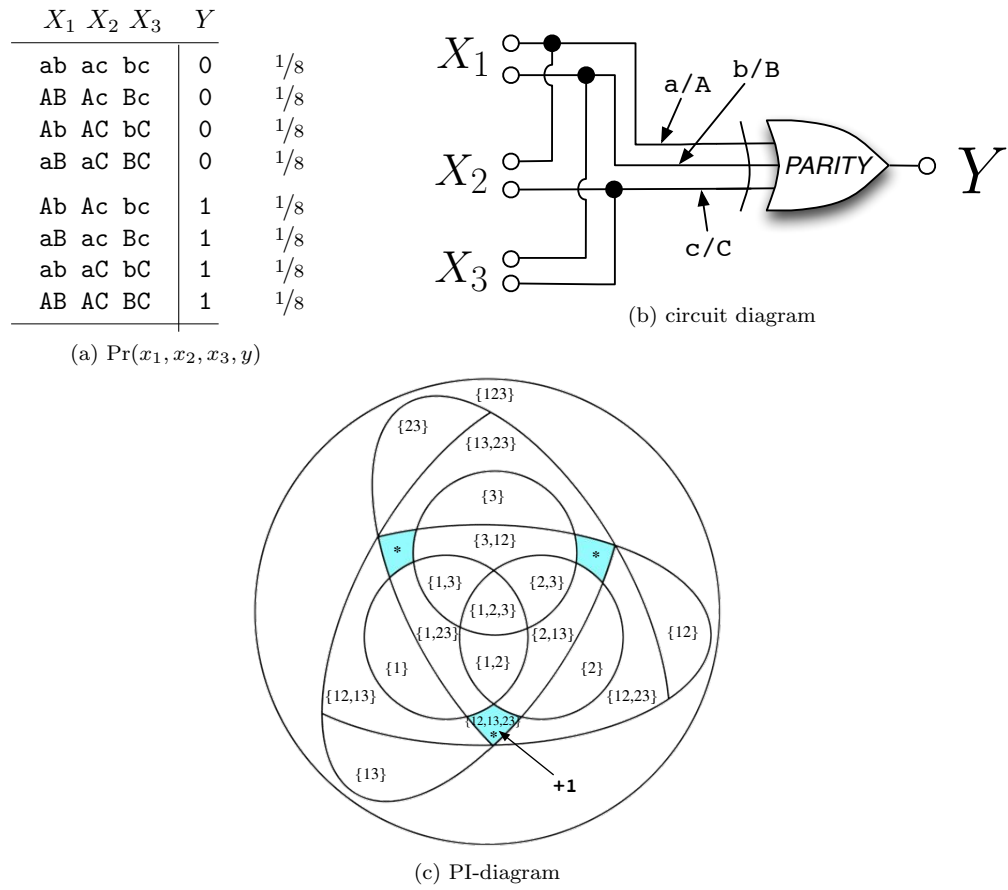 X₁ X₂ X₃ Y
ab ac bc 0 1/8
AB Ac Bc 0 1/8
Ab AC bC 0 1/8
aB aC BC 0 1/8
Ab Ac bc 1 1/8
aB ac Bc 1 1/8
ab aC bC 1 1/8
AB AC BC 1 1/8
(a) Pr(x₁, x₂, x₃, y)
X₁
X₂
X₃
a/A
b/B
c/C
PARITY
Y
(b) circuit diagram
{123}
{23}
{13,23}
{3}
* {3,12} *
{1,3} {2,3}
{1,2,3}
{1,23} {2,13} {12}
{1} {1,2} {2}
{12,13} {12,23}
{12,13,23}
*
{13}
+1
(c) PI-diagram